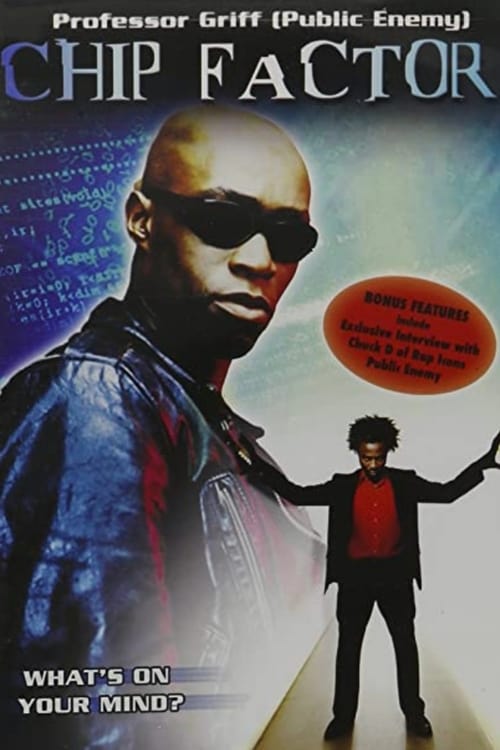 Professor Griff (Public Enemy)
CHIP FACTOR
BONUS FEATURES
Include
Exclusive Interview with
Chuck D of Rap Icons
Public Enemy
WHAT'S ON
YOUR MIND?